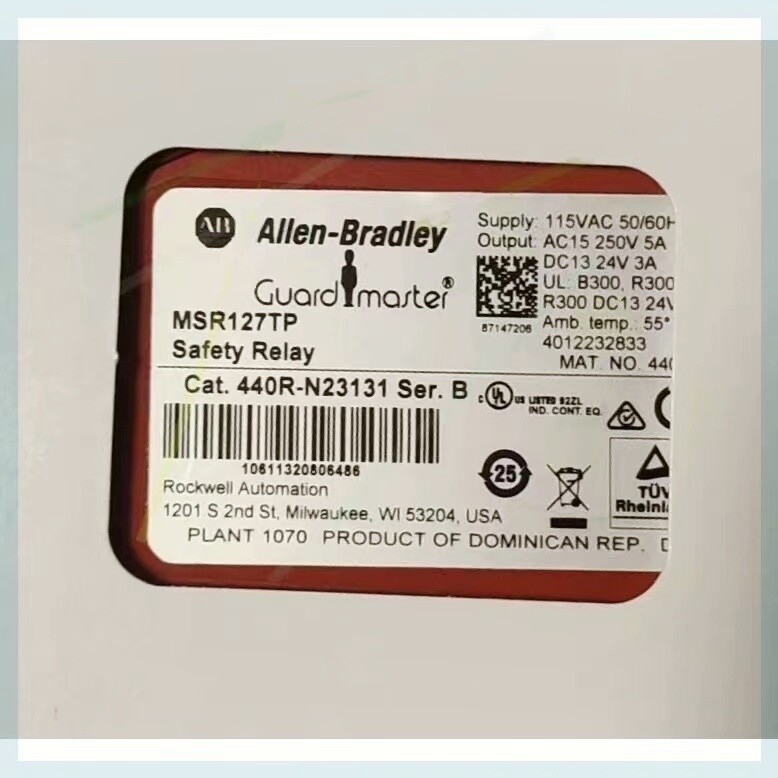 AB Allen-Bradley
Guardmaster®
MSR127TP
Safety Relay
Cat. 440R-N23131 Ser. B
10611320806486
Rockwell Automation
1201 S 2nd St, Milwaukee, WI 53204, USA
PLANT 1070 PRODUCT OF DOMINICAN REP.
Supply: 115VAC 50/60H
Output: AC15 250V 5A
DC13 24V 3A
UL: B300, R300
R300 DC13 24V
Amb. temp.: 55°
4012232833
MAT. NO. 440
87147206
C UL US LISTED 92ZL
IND. CONT. EQ.
25
TÜV
Rheinla